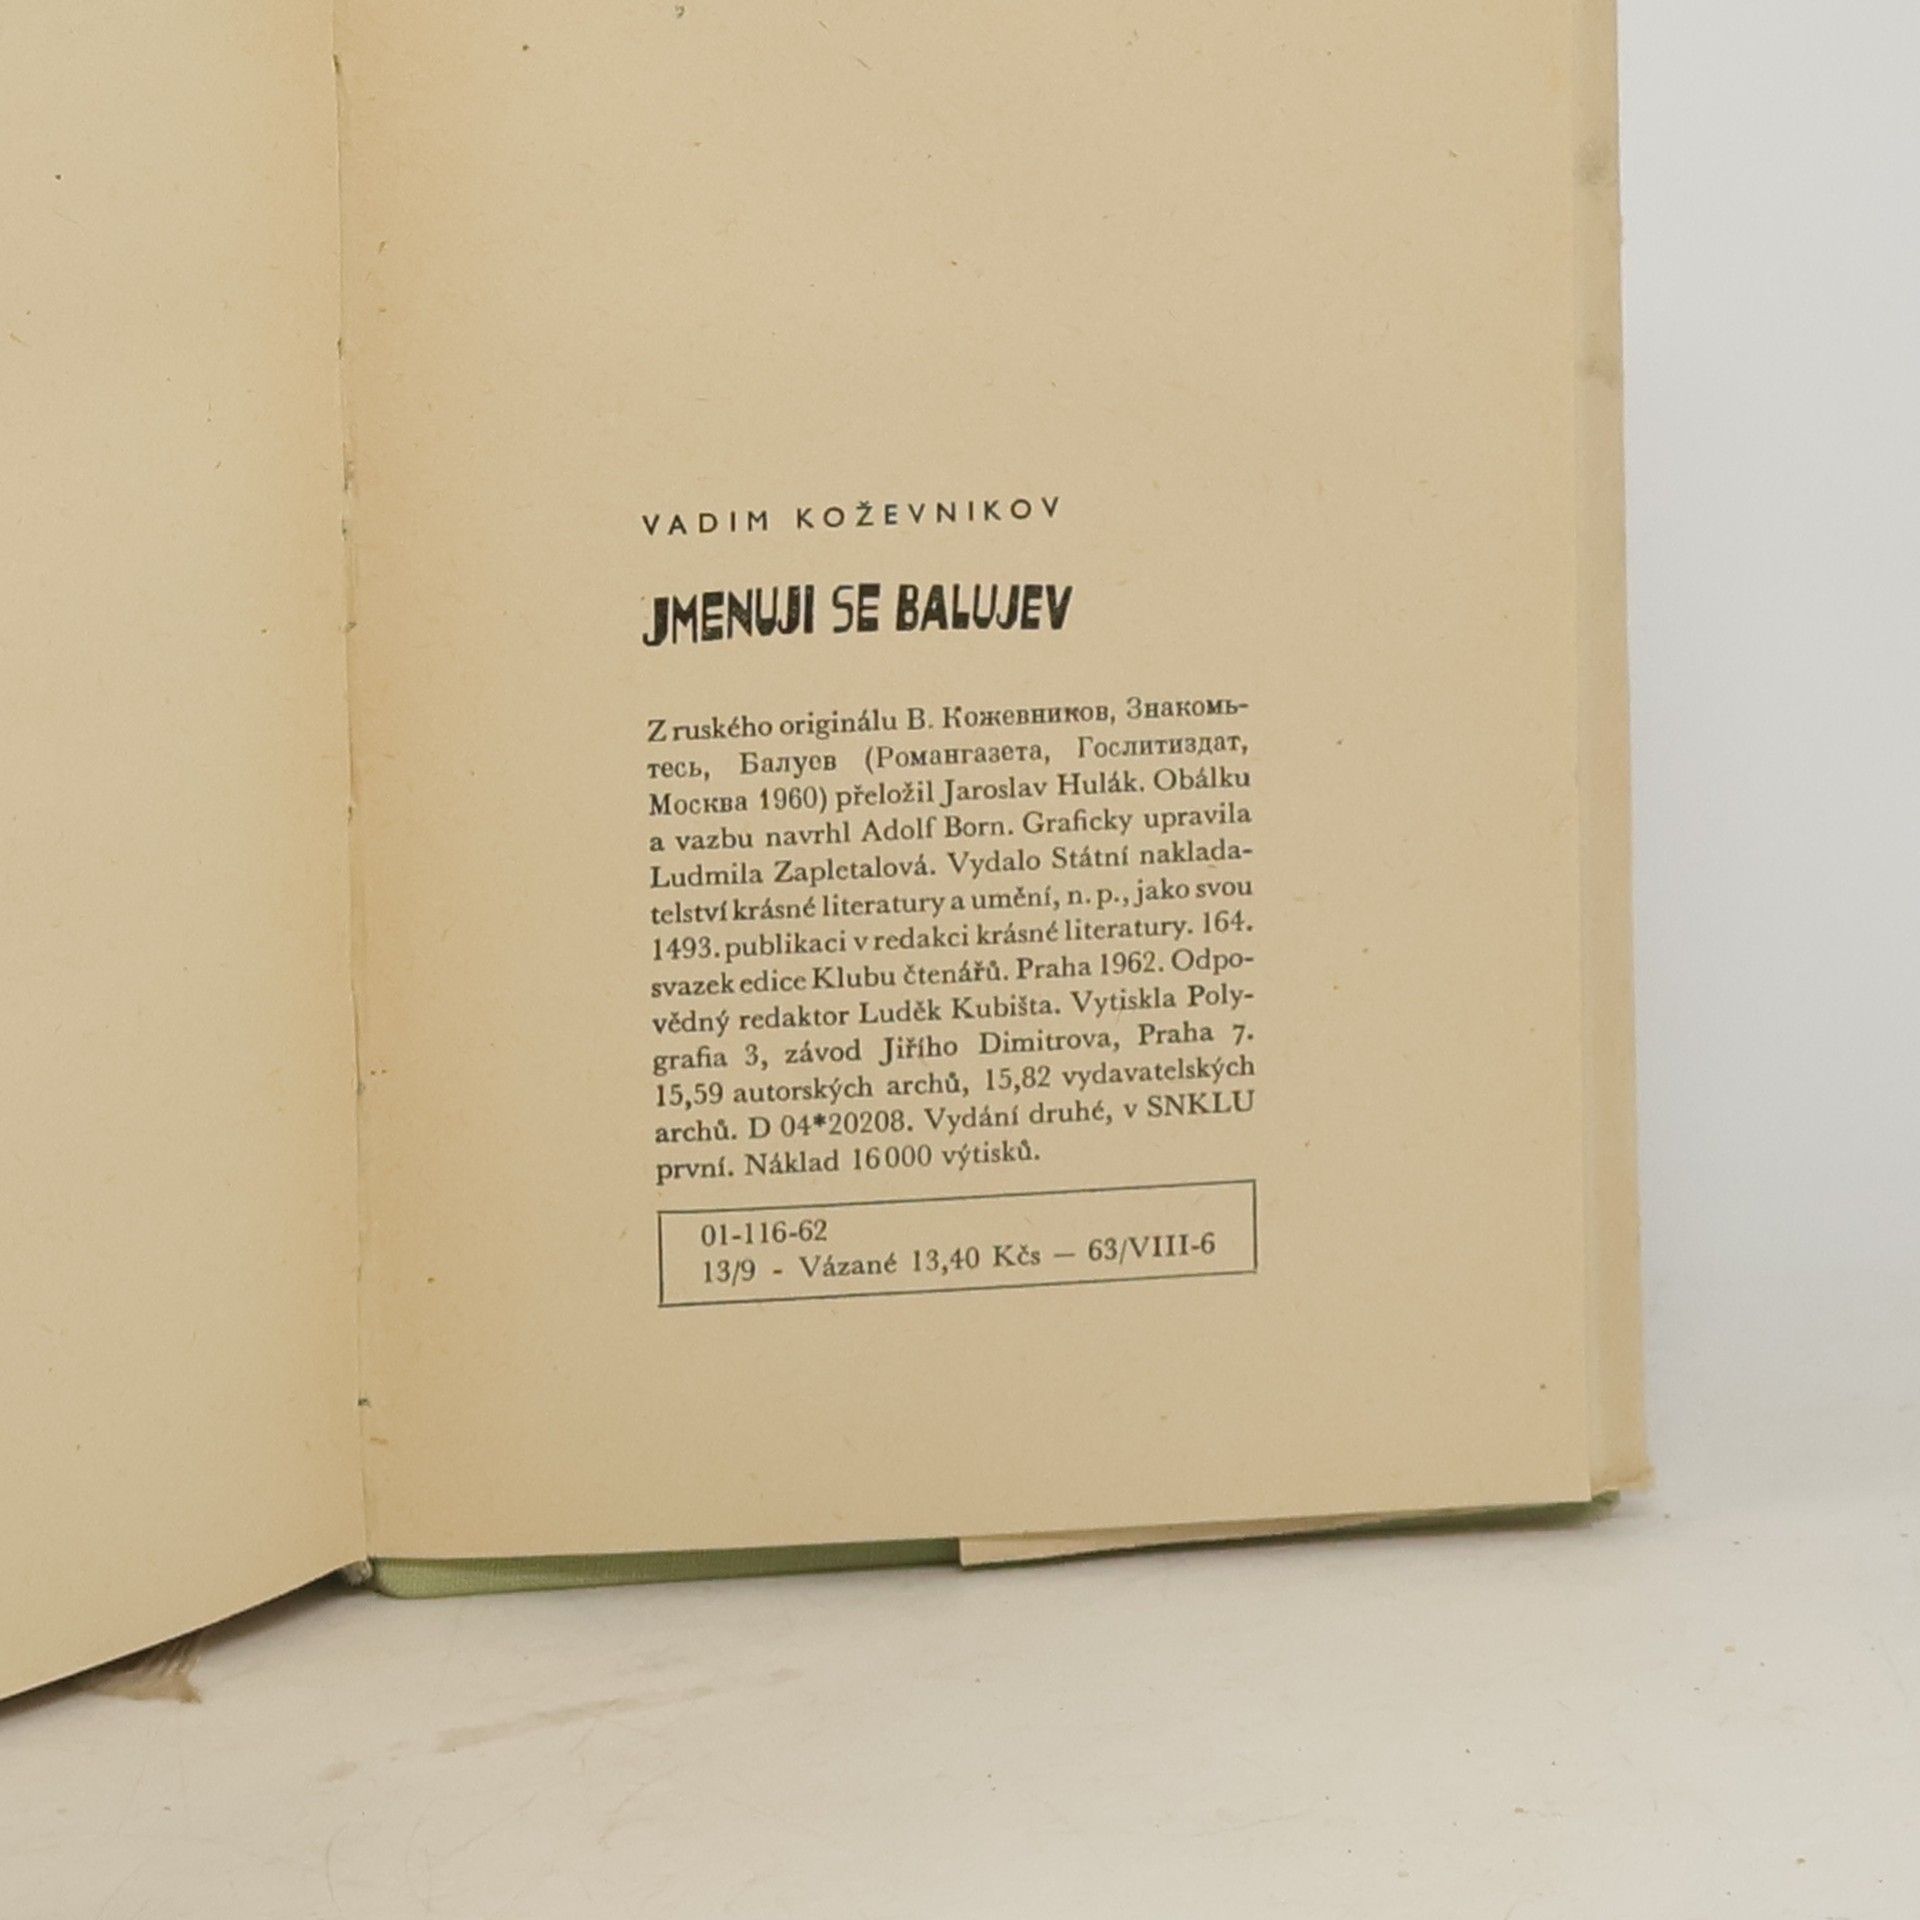 VADIM KOŽEVNIKOV
JMENUJI SE BALUJEV
Z ruského originálu В. Кожевников, Знакомь-
тесь, Балуев (Романгазета, Гослитиздат,
Москва 1960) přeložil Jaroslav Hulák. Obálku
a vazbu navrhl Adolf Born. Graficky upravila
Ludmila Zapletalová. Vydalo Státní naklada-
telství krásné literatury a umění, n. p., jako svou
1493. publikaci v redakci krásné literatury. 164.
svazek edice Klubu čtenářů. Praha 1962. Odpo-
vědný redaktor Luděk Kubišta. Vytiskla Poly-
grafia 3, závod Jiřího Dimitrova, Praha 7.
15,59 autorských archů, 15,82 vydavatelských
archů. D 04*20208. Vydání druhé, v SNKLU
první. Náklad 16 000 výtisků.
01-116-62
13/9 - Vázané 13,40 Kčs — 63/VIII-6